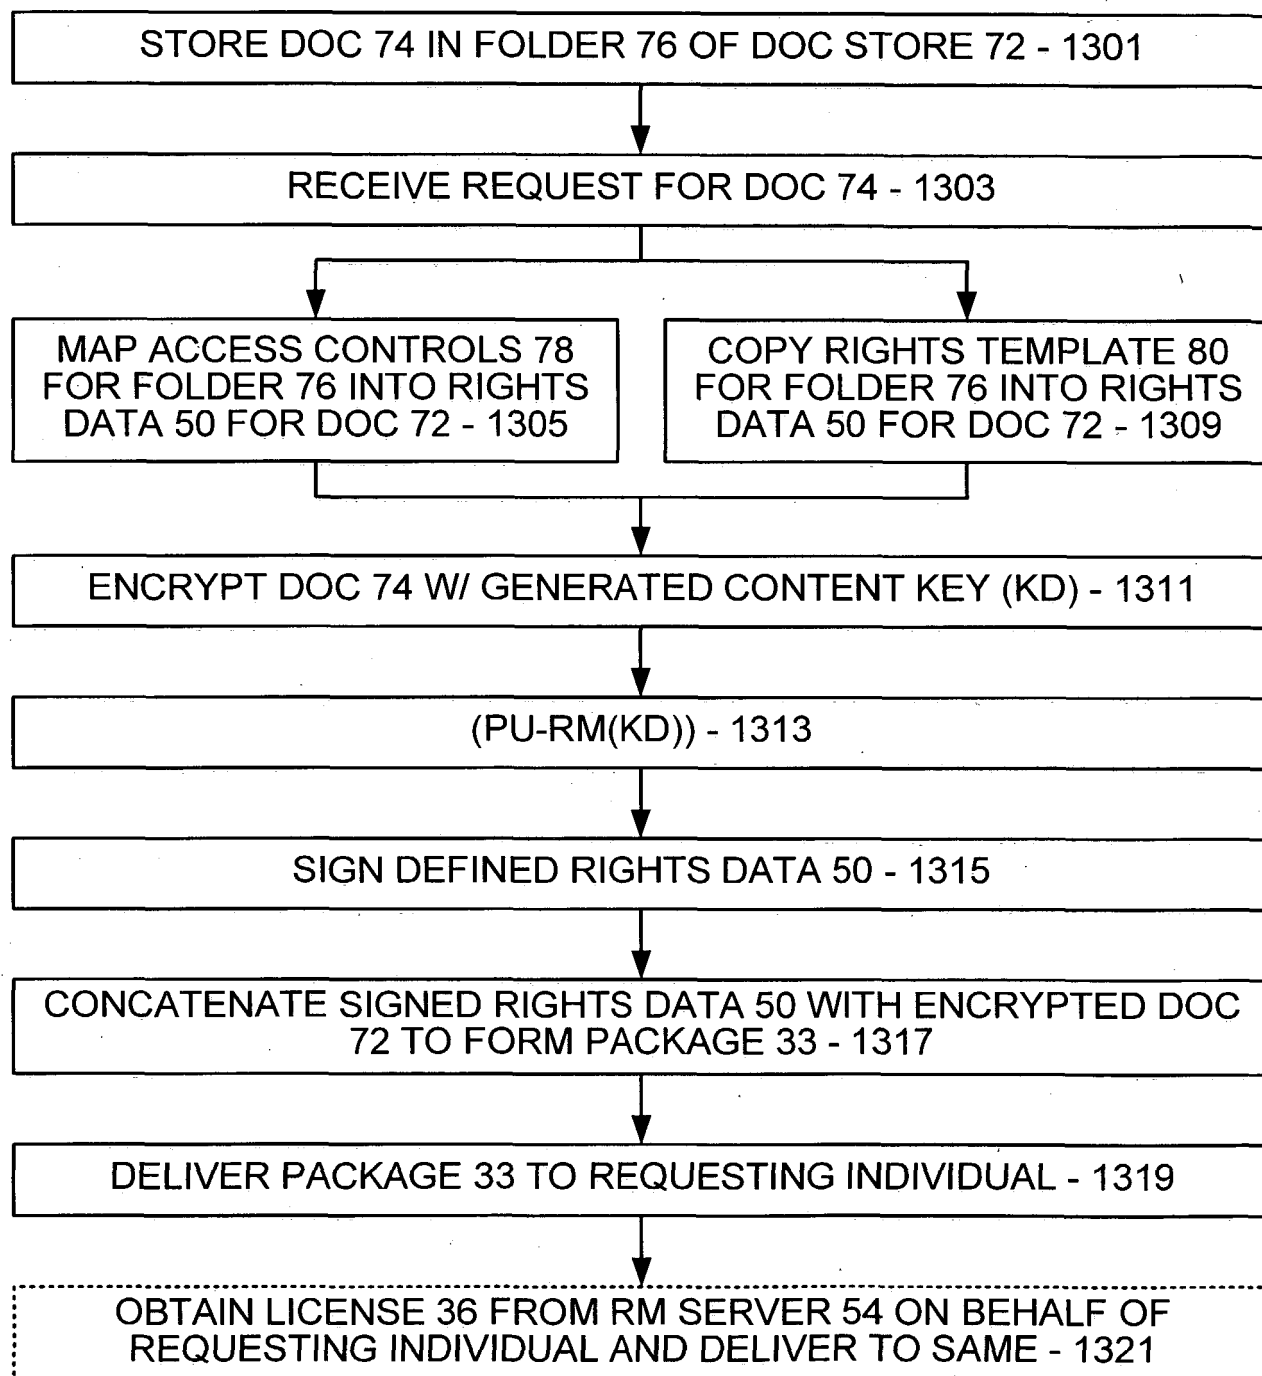 STORE DOC 74 IN FOLDER 76 OF DOC STORE 72 - 1301
RECEIVE REQUEST FOR DOC 74 - 1303
MAP ACCESS CONTROLS 78
FOR FOLDER 76 INTO RIGHTS
DATA 50 FOR DOC 72 - 1305
COPY RIGHTS TEMPLATE 80
FOR FOLDER 76 INTO RIGHTS
DATA 50 FOR DOC 72 - 1309
ENCRYPT DOC 74 W/ GENERATED CONTENT KEY (KD) - 1311
(PU-RM(KD)) - 1313
SIGN DEFINED RIGHTS DATA 50 - 1315
CONCATENATE SIGNED RIGHTS DATA 50 WITH ENCRYPTED DOC
72 TO FORM PACKAGE 33 - 1317
DELIVER PACKAGE 33 TO REQUESTING INDIVIDUAL - 1319
OBTAIN LICENSE 36 FROM RM SERVER 54 ON BEHALF OF
REQUESTING INDIVIDUAL AND DELIVER TO SAME - 1321